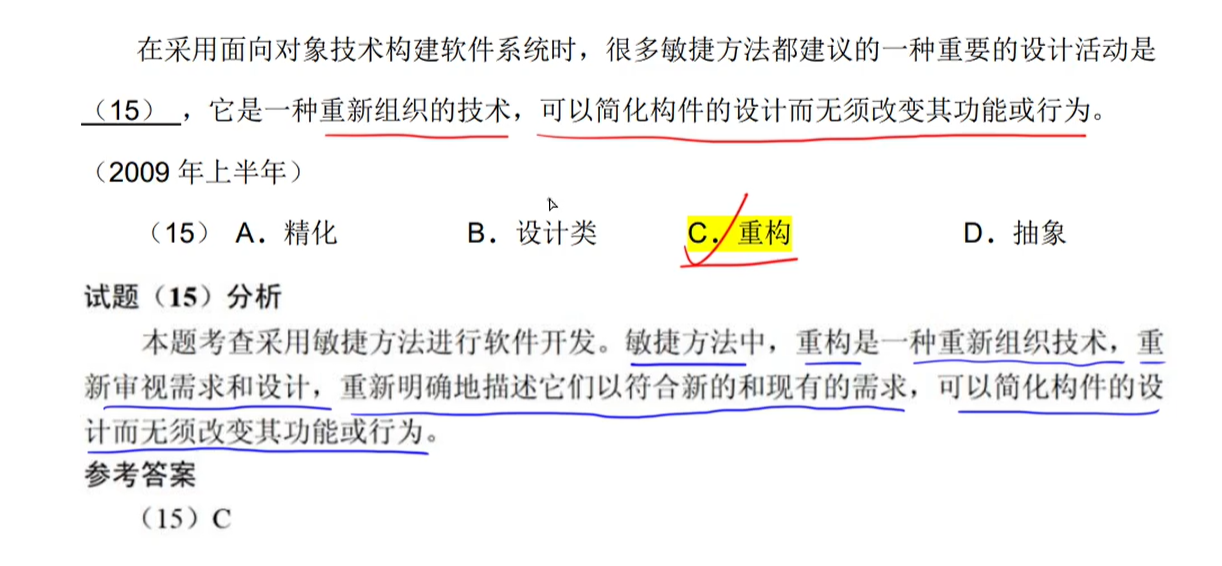 在采用面向对象技术构建软件系统时，很多敏捷方法都建议的一种重要的设计活动是
（15），它是一种重新组织的技术，可以简化构件的设计而无须改变其功能或行为。
（2009 年上半年）
（15） A．精化 B．设计类 C．重构 D．抽象
试题（15）分析
本题考查采用敏捷方法进行软件开发。敏捷方法中，重构是一种重新组织技术，重
新审视需求和设计，重新明确地描述它们以符合新的和现有的需求，可以简化构件的设
计而无须改变其功能或行为。
参考答案
（15）C